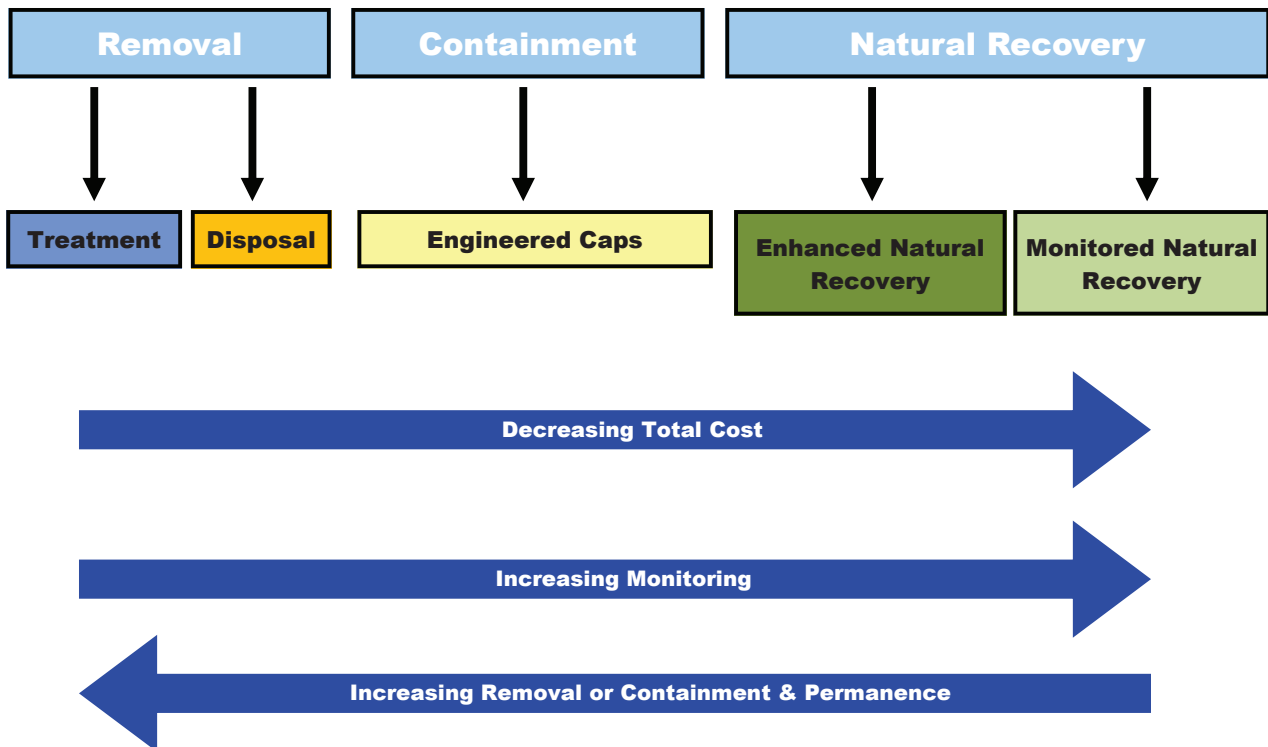 Removal
Containment
Natural Recovery
Treatment
Disposal
Engineered Caps
Enhanced Natural
Recovery
Monitored Natural
Recovery
Decreasing Total Cost
Increasing Monitoring
Increasing Removal or Containment & Permanence